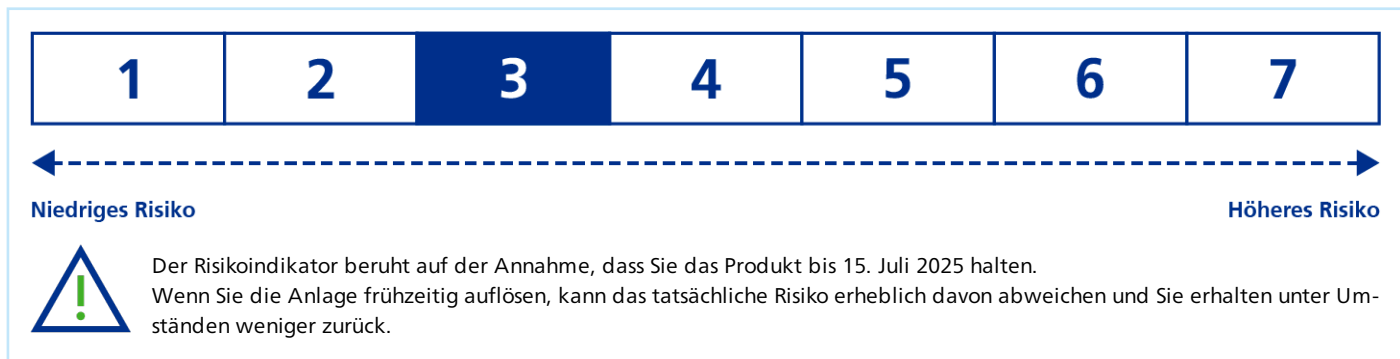 1 2 3 4 5 6 7
Niedriges Risiko Höheres Risiko
Der Risikoindikator beruht auf der Annahme, dass Sie das Produkt bis 15. Juli 2025 halten.
Wenn Sie die Anlage frühzeitig auflösen, kann das tatsächliche Risiko erheblich davon abweichen und Sie erhalten unter Um-
ständen weniger zurück.